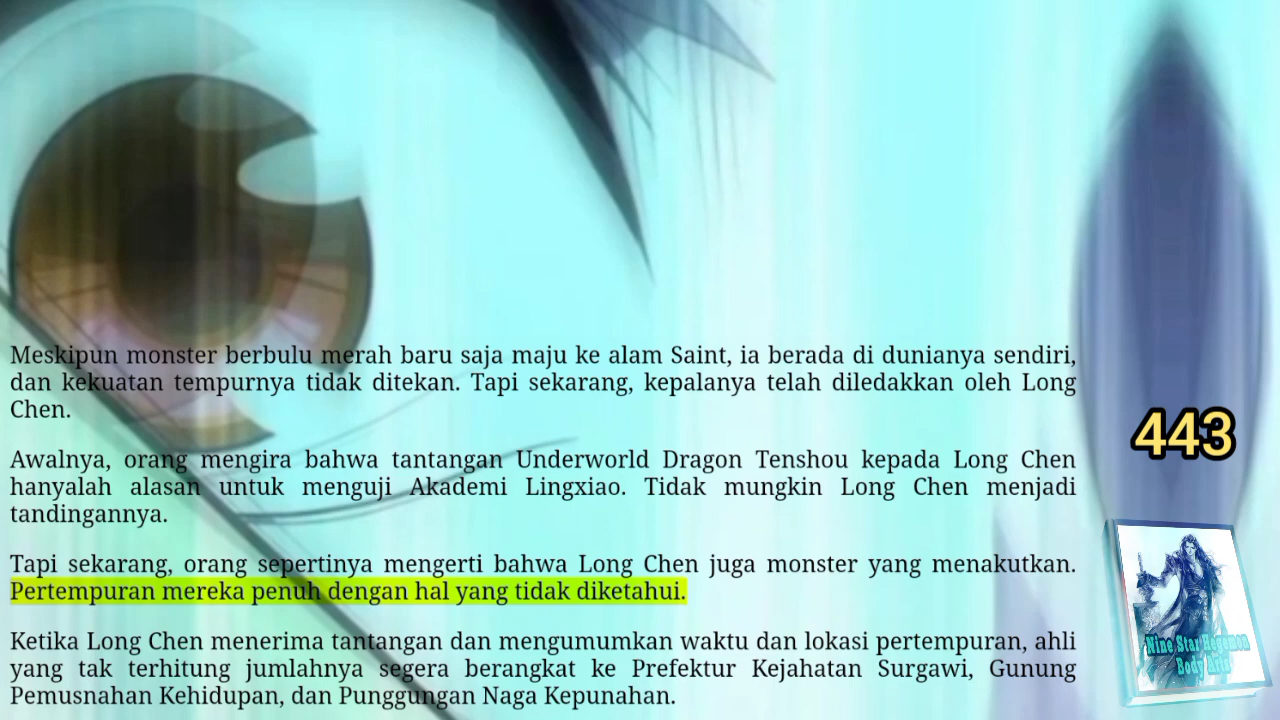 Meskipun monster berbulu merah baru saja maju ke alam Saint, ia berada di dunianya sendiri,
dan kekuatan tempurnya tidak ditekan. Tapi sekarang, kepalanya telah diledakkan oleh Long
Chen.
Awalnya, orang mengira bahwa tantangan Underworld Dragon Tenshou kepada Long Chen
hanyalah alasan untuk menguji Akademi Lingxiao. Tidak mungkin Long Chen menjadi
tandingannya.
Tapi sekarang, orang sepertinya mengerti bahwa Long Chen juga monster yang menakutkan.
Pertempuran mereka penuh dengan hal yang tidak diketahui.
Ketika Long Chen menerima tantangan dan mengumumkan waktu dan lokasi pertempuran, ahli
yang tak terhitung jumlahnya segera berangkat ke Prefektur Kejahatan Surgawi, Gunung
Pemusnahan Kehidupan, dan Punggungan Naga Kepunahan.
443
Nine Star Hegemon
Body Arts